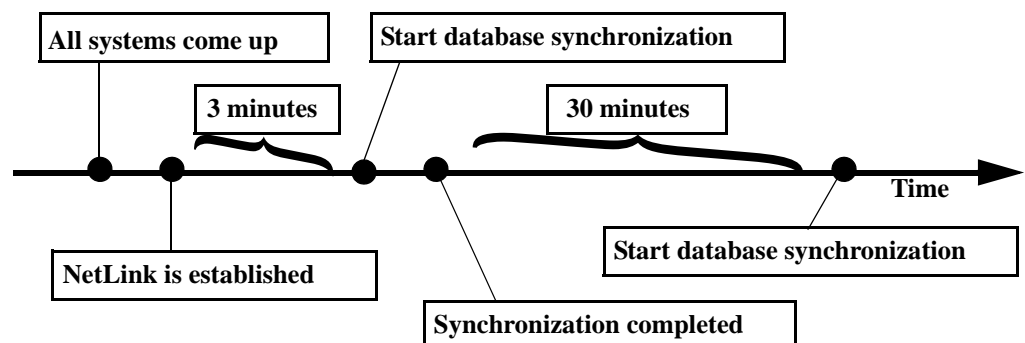 All systems come up
Start database synchronization
3 minutes
30 minutes
Time
NetLink is established
Start database synchronization
Synchronization completed